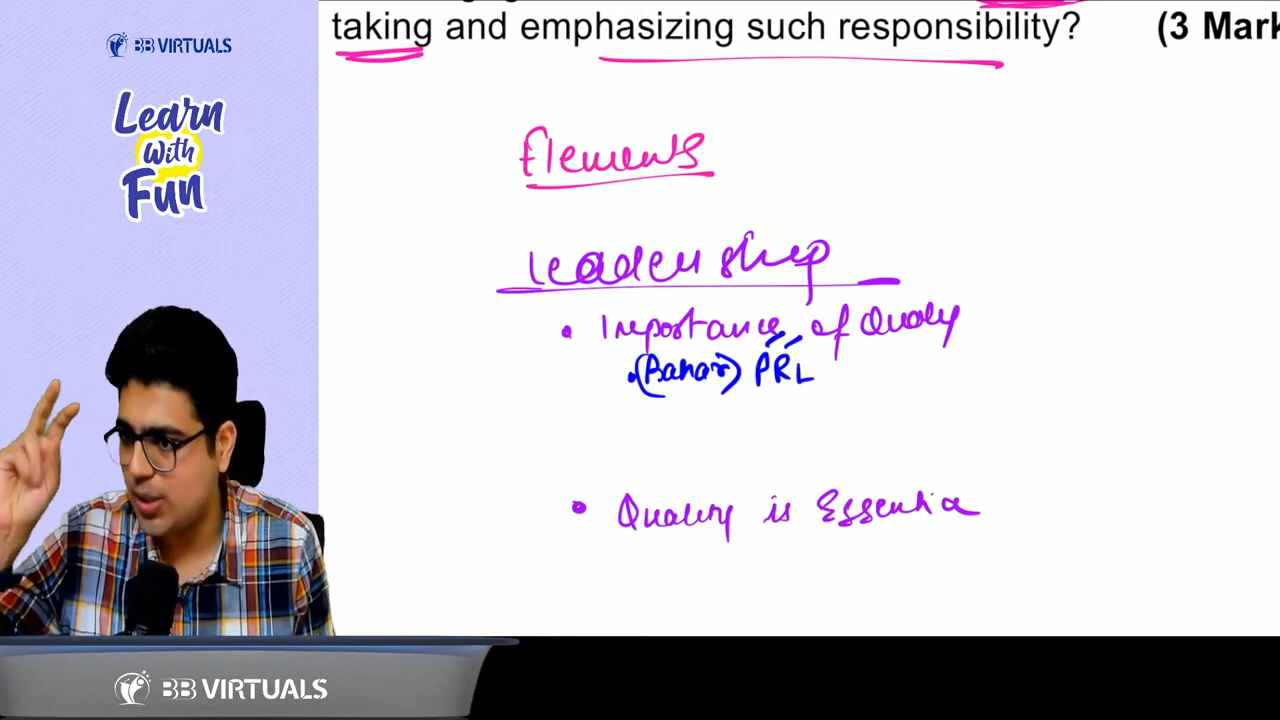 taking and emphasizing such responsibility? (3 Mark
BB VIRTUALS
Learn
With
Fun
Elements
Leadership
• Importance of Quality
•(Bahar) PRL
• Quality is Essential
BB VIRTUALS